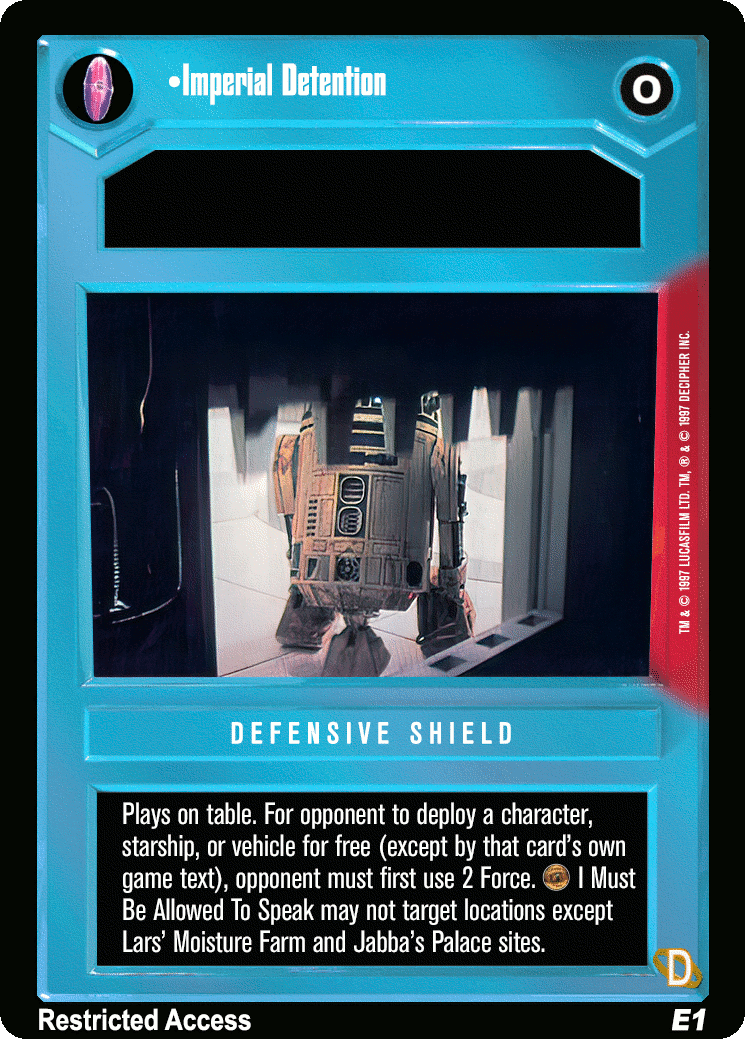 •Imperial Detention
0
DEFENSIVE SHIELD
Plays on table. For opponent to deploy a character,
starship, or vehicle for free (except by that card's own
game text), opponent must first use 2 Force. I Must
Be Allowed To Speak may not target locations except
Lars' Moisture Farm and Jabba's Palace sites.
TM & © 1997 LUCASFILM LTD. TM, ® & © 1997 DECIPHER INC.
D
Restricted Access
E1